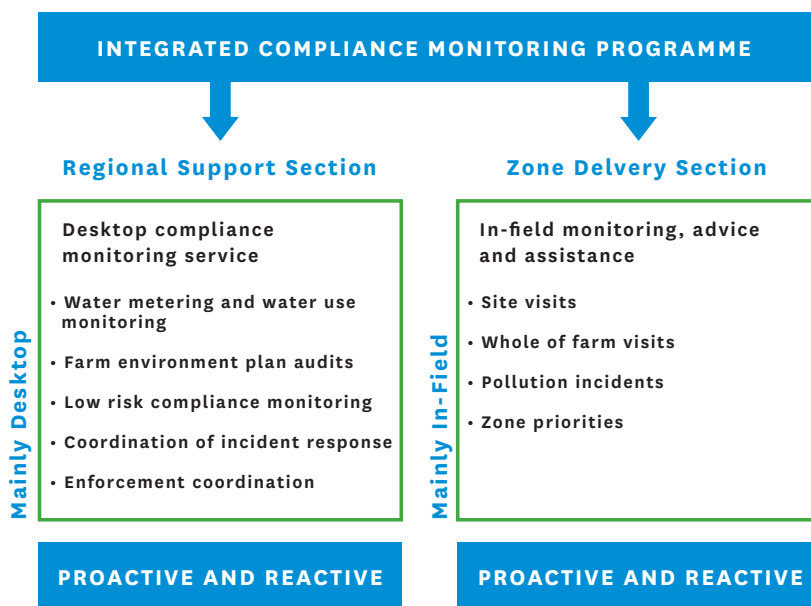 INTEGRATED COMPLIANCE MONITORING PROGRAMME
Regional Support Section
Mainly Desktop
Desktop compliance
monitoring service
• Water metering and water use
monitoring
• Farm environment plan audits
• Low risk compliance monitoring
• Coordination of incident response
• Enforcement coordination
PROACTIVE AND REACTIVE
Zone Delvery Section
Mainly In-Field
In-field monitoring, advice
and assistance
• Site visits
• Whole of farm visits
• Pollution incidents
• Zone priorities
PROACTIVE AND REACTIVE